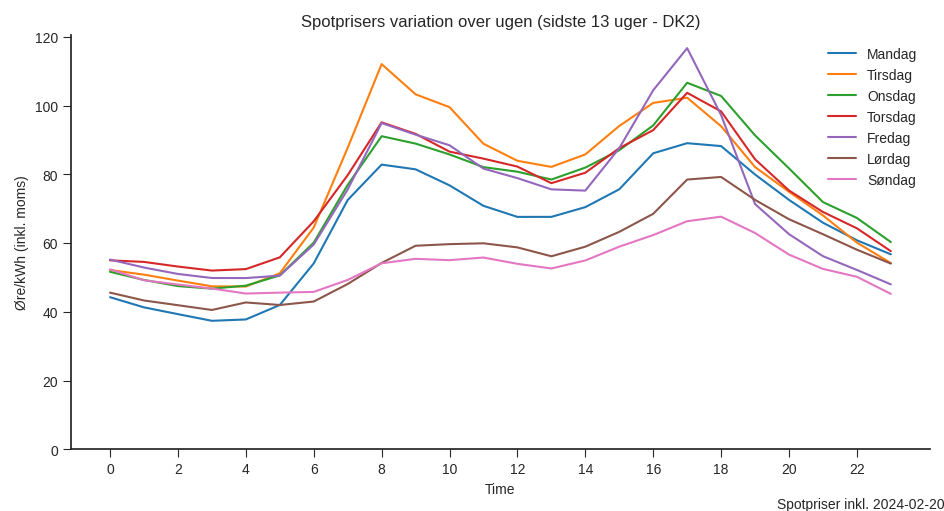 Spotprisers variation over ugen (sidste 13 uger - DK2)
Øre/kWh (inkl. moms)
120
100
80
60
40
20
0
Mandag
Tirsdag
Onsdag
Torsdag
Fredag
Lørdag
Søndag
0 2 4 6 8 10 12 14 16 18 20 22
Time
Spotpriser inkl. 2024-02-20